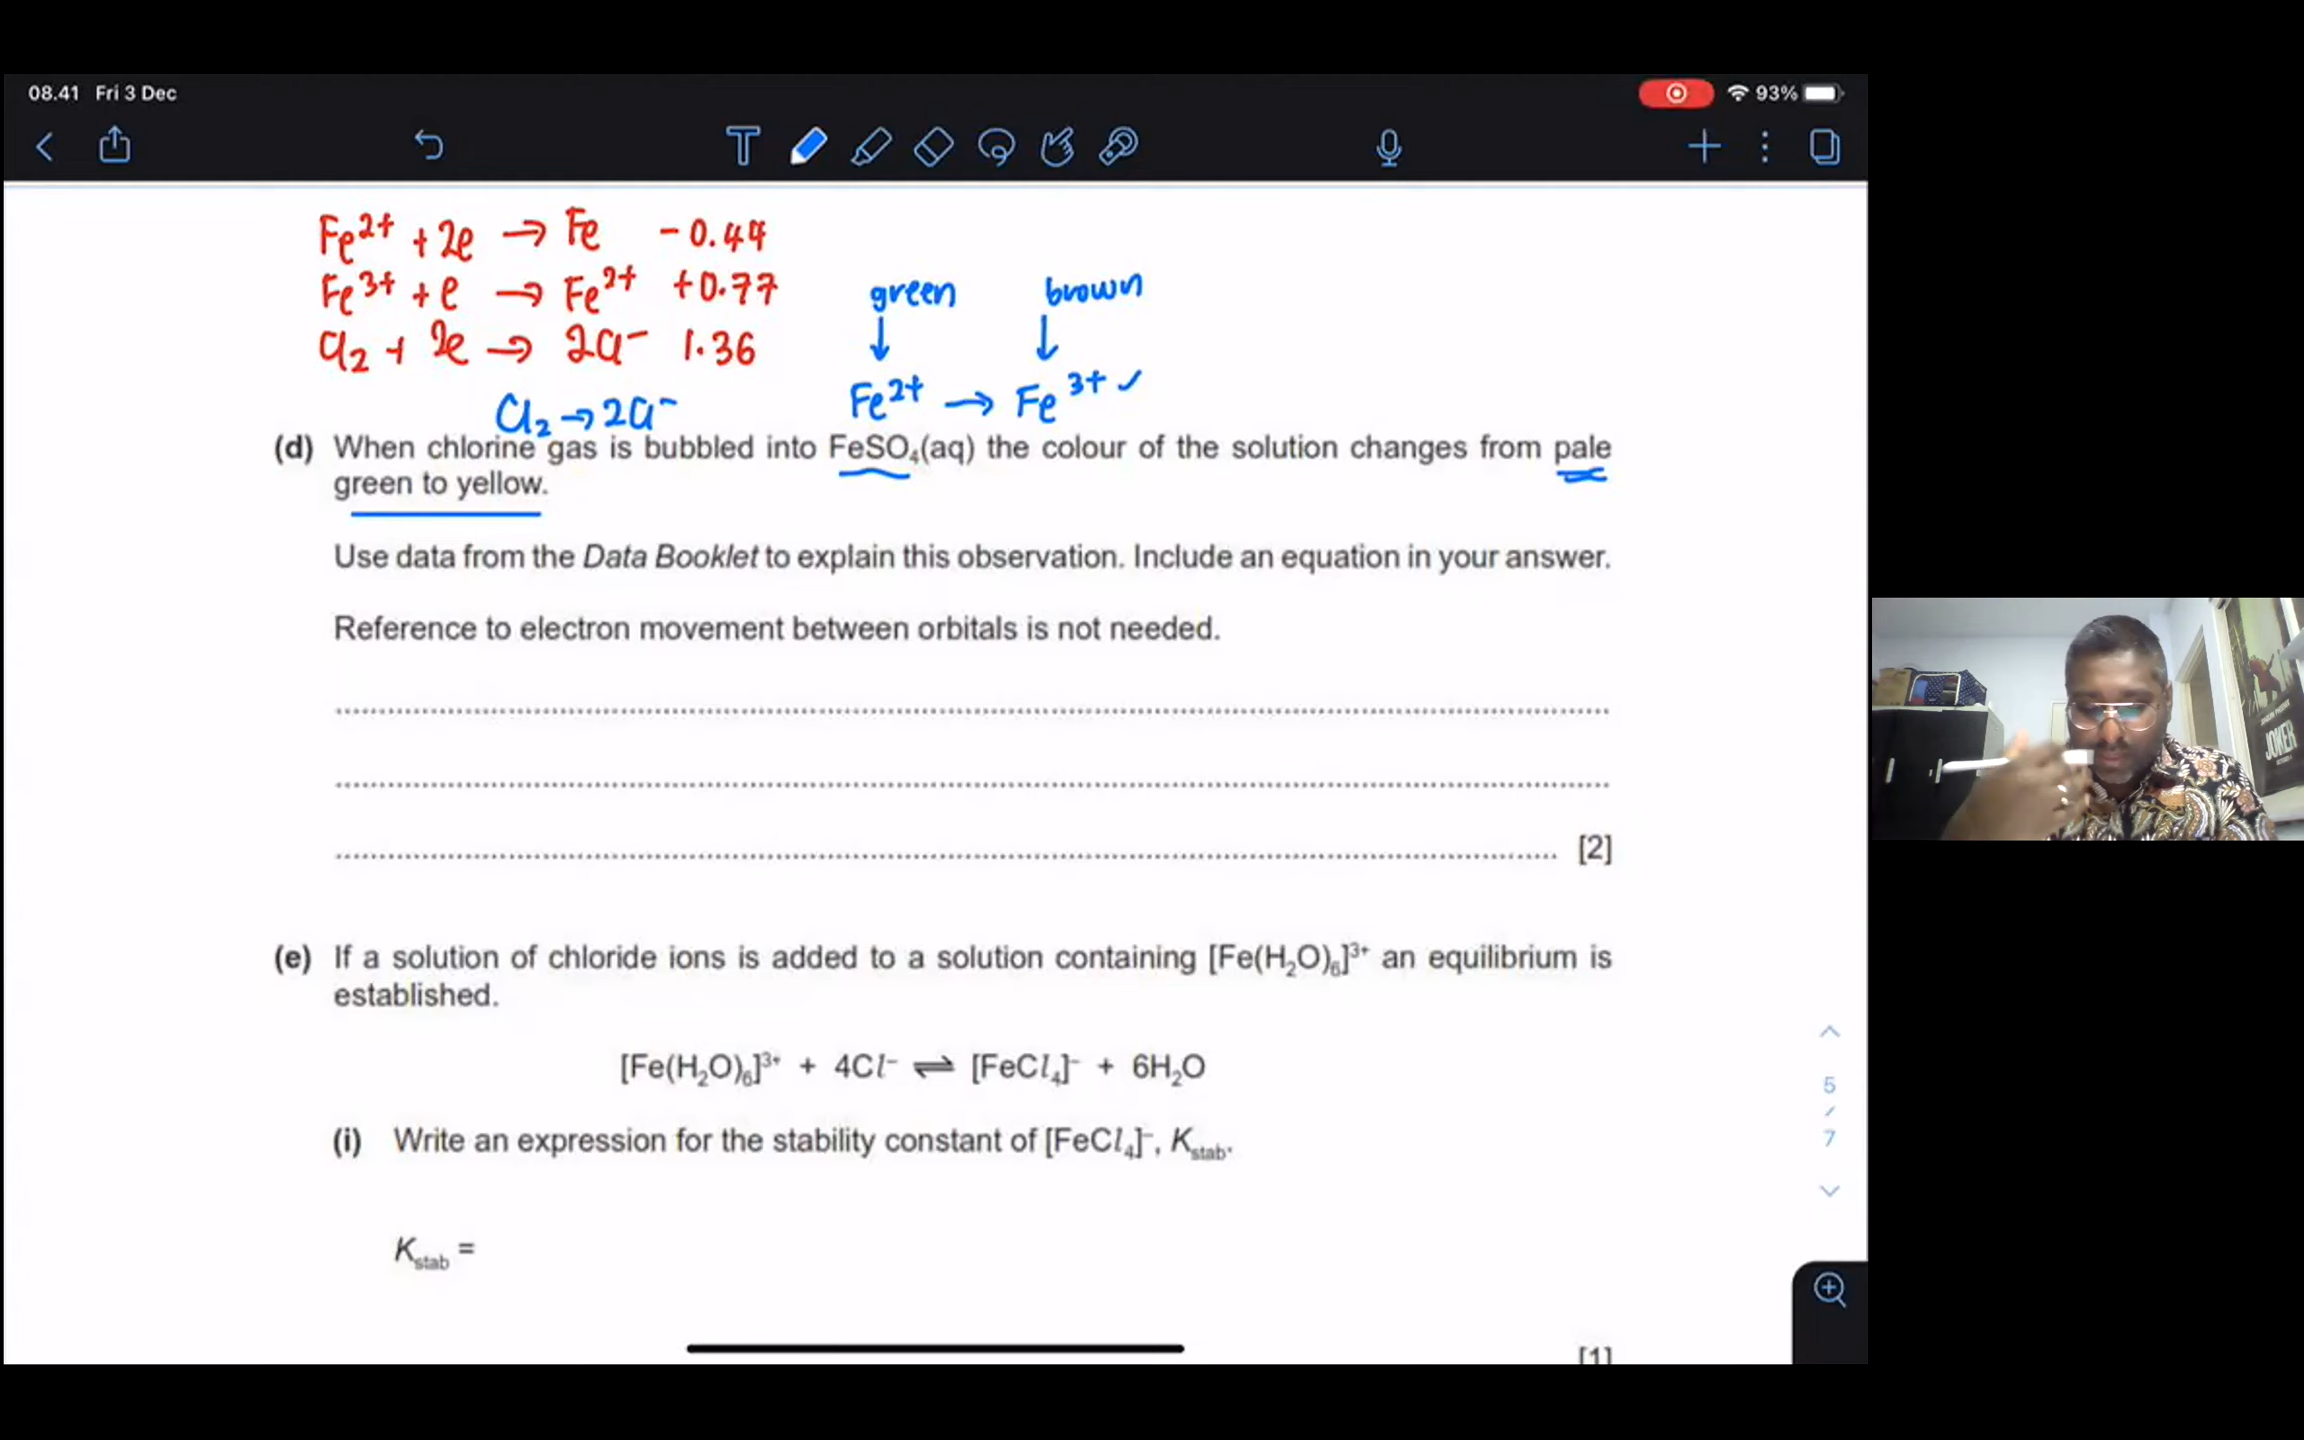 08.41 Fri 3 Dec
93%
Fe²⁺ + 2e → Fe -0.44
Fe³⁺ + e → Fe²⁺ +0.77
Cl₂ + 2e → 2Cl⁻ 1.36
green brown
↓ ↓
Cl₂ → 2Cl⁻ Fe²⁺ → Fe³⁺ ✓
(d) When chlorine gas is bubbled into FeSO₄(aq) the colour of the solution changes from pale
green to yellow.
Use data from the Data Booklet to explain this observation. Include an equation in your answer.
Reference to electron movement between orbitals is not needed.
[2]
(e) If a solution of chloride ions is added to a solution containing [Fe(H₂O)₆]³⁺ an equilibrium is
established.
[Fe(H₂O)₆]³⁺ + 4Cl⁻ ⇌ [FeCl₄]⁻ + 6H₂O
(i) Write an expression for the stability constant of [FeCl₄]⁻, Kstab.
Kstab =
[1]
5
/
7
JOKER